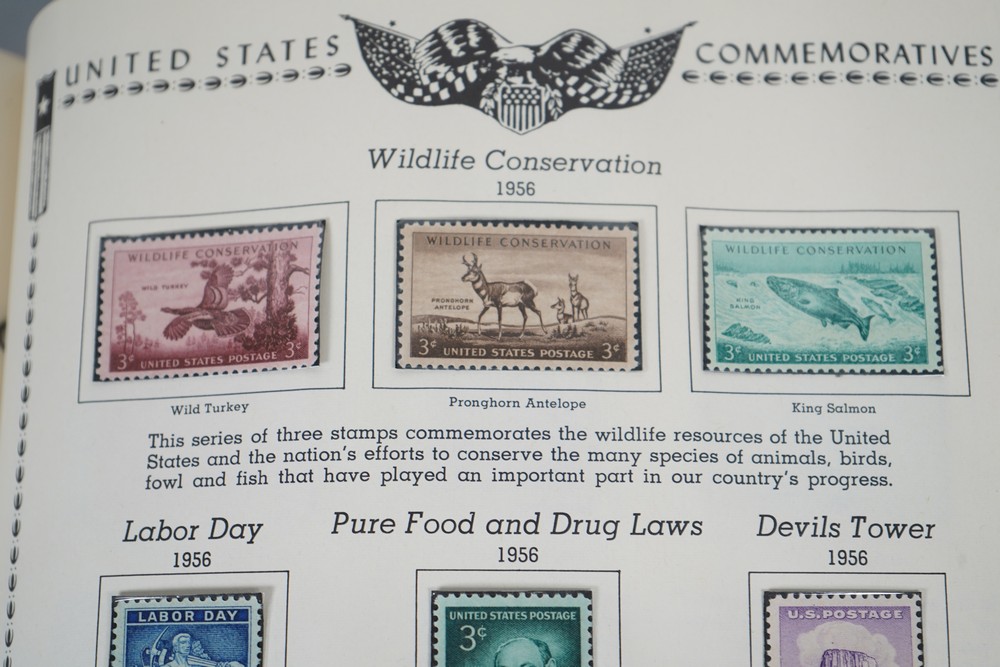 UNITED STATES COMMEMORATIVES
Wildlife Conservation
1956
WILDLIFE CONSERVATION
WILD TURKEY
3¢ UNITED STATES POSTAGE 3¢
WILDLIFE CONSERVATION
PRONGHORN
ANTELOPE
3¢ UNITED STATES POSTAGE 3¢
WILDLIFE CONSERVATION
KING
SALMON
3¢ UNITED STATES POSTAGE 3¢
Wild Turkey
Pronghorn Antelope
King Salmon
This series of three stamps commemorates the wildlife resources of the United
States and the nation's efforts to conserve the many species of animals, birds,
fowl and fish that have played an important part in our country's progress.
Labor Day
1956
Pure Food and Drug Laws
1956
Devils Tower
1956
LABOR DAY
UNITED STATES POSTAGE
3¢
U.S. POSTAGE